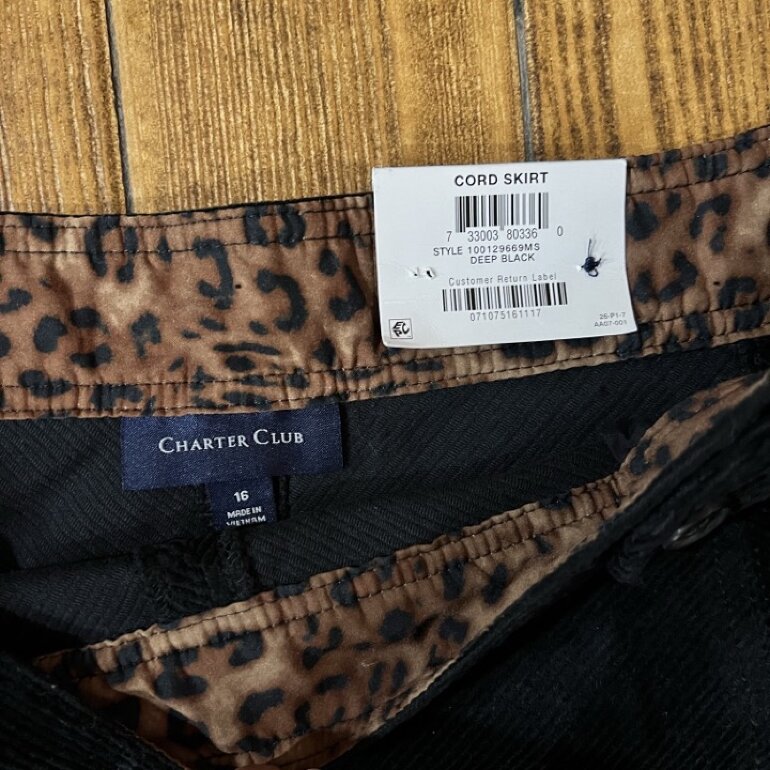 CORD SKIRT
7 33003 80336 0
STYLE 100129669MS
DEEP BLACK
Customer Return Label
071075161117
26-P1-7
AA07-001
CHARTER CLUB
16
MADE IN
VIETNAM